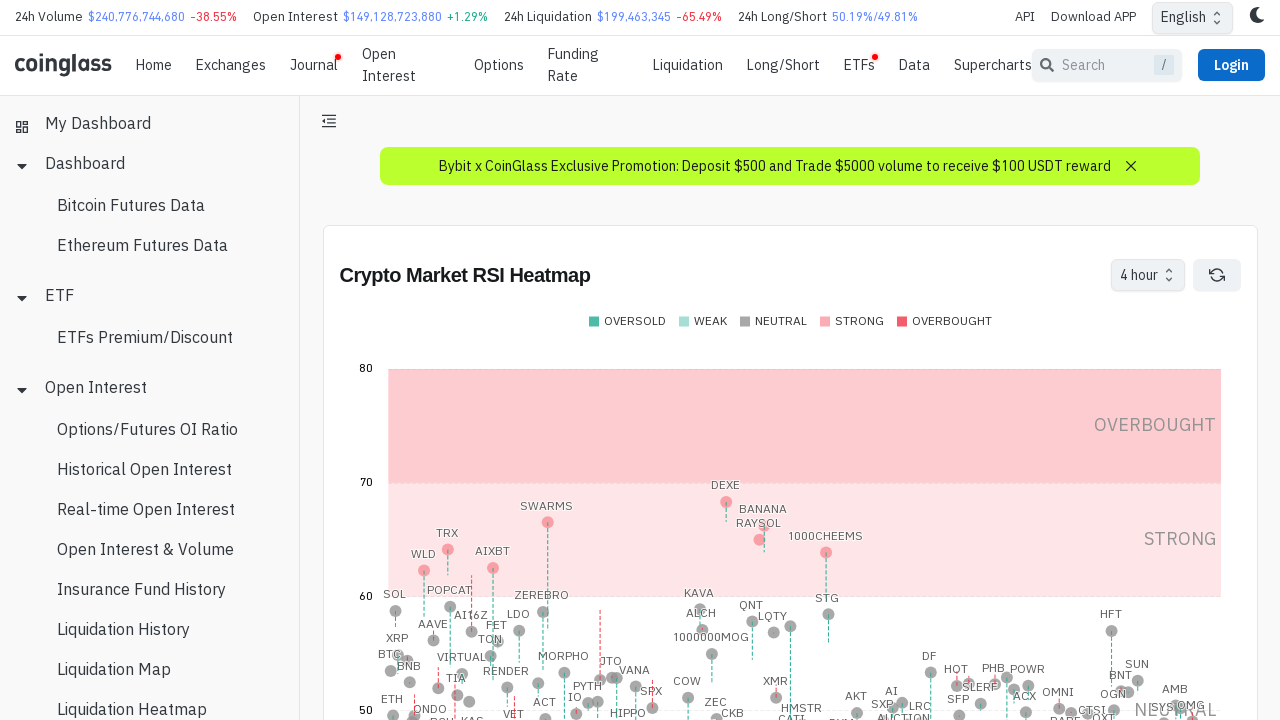 24h Volume $240,776,744,680 -38.55% Open Interest $149,128,723,880 +1.29% 24h Liquidation $199,463,345 -65.49% 24h Long/Short 50.19%/49.81% API Download APP English
coinglass Home Exchanges Journal Open Interest Options Funding Rate Liquidation Long/Short ETFs Data Supercharts Search / Login
My Dashboard
Dashboard
Bitcoin Futures Data
Ethereum Futures Data
ETF
ETFs Premium/Discount
Open Interest
Options/Futures OI Ratio
Historical Open Interest
Real-time Open Interest
Open Interest & Volume
Insurance Fund History
Liquidation History
Liquidation Map
Liquidation Heatmap
Bybit x CoinGlass Exclusive Promotion: Deposit $500 and Trade $5000 volume to receive $100 USDT reward
Crypto Market RSI Heatmap
4 hour
OVERSOLD WEAK NEUTRAL STRONG OVERBOUGHT
80
OVERBOUGHT
70
DEXE
SWARMS
BANANA
RAYSOL
TRX
1000CHEEMS
STRONG
WLD
AIXBT
60
SOL
POPCAT
ZEREBRO
KAVA
STG
QNT
AI16Z
LDO
ALCH
LQTY
HFT
AAVE
FET
XRP
TON
1000000MOG
BTC
VIRTUAL
MORPHO
DF
BNB
JTO
SUN
RENDER
VANA
HOT
PHB
POWR
BNT
TIA
XMR
PYTH
COW
SLERF
SPX
AMB
ETH
IO
ACT
ZEC
AKT
AI
SFP
ACX
OMNI
OGN
50
ONDO
VET
HIPPO
CKB
HMSTR
SXP
LRC
AUCTION
CTSI
SYS
OMG
NEUTRAL
KAS
CATI